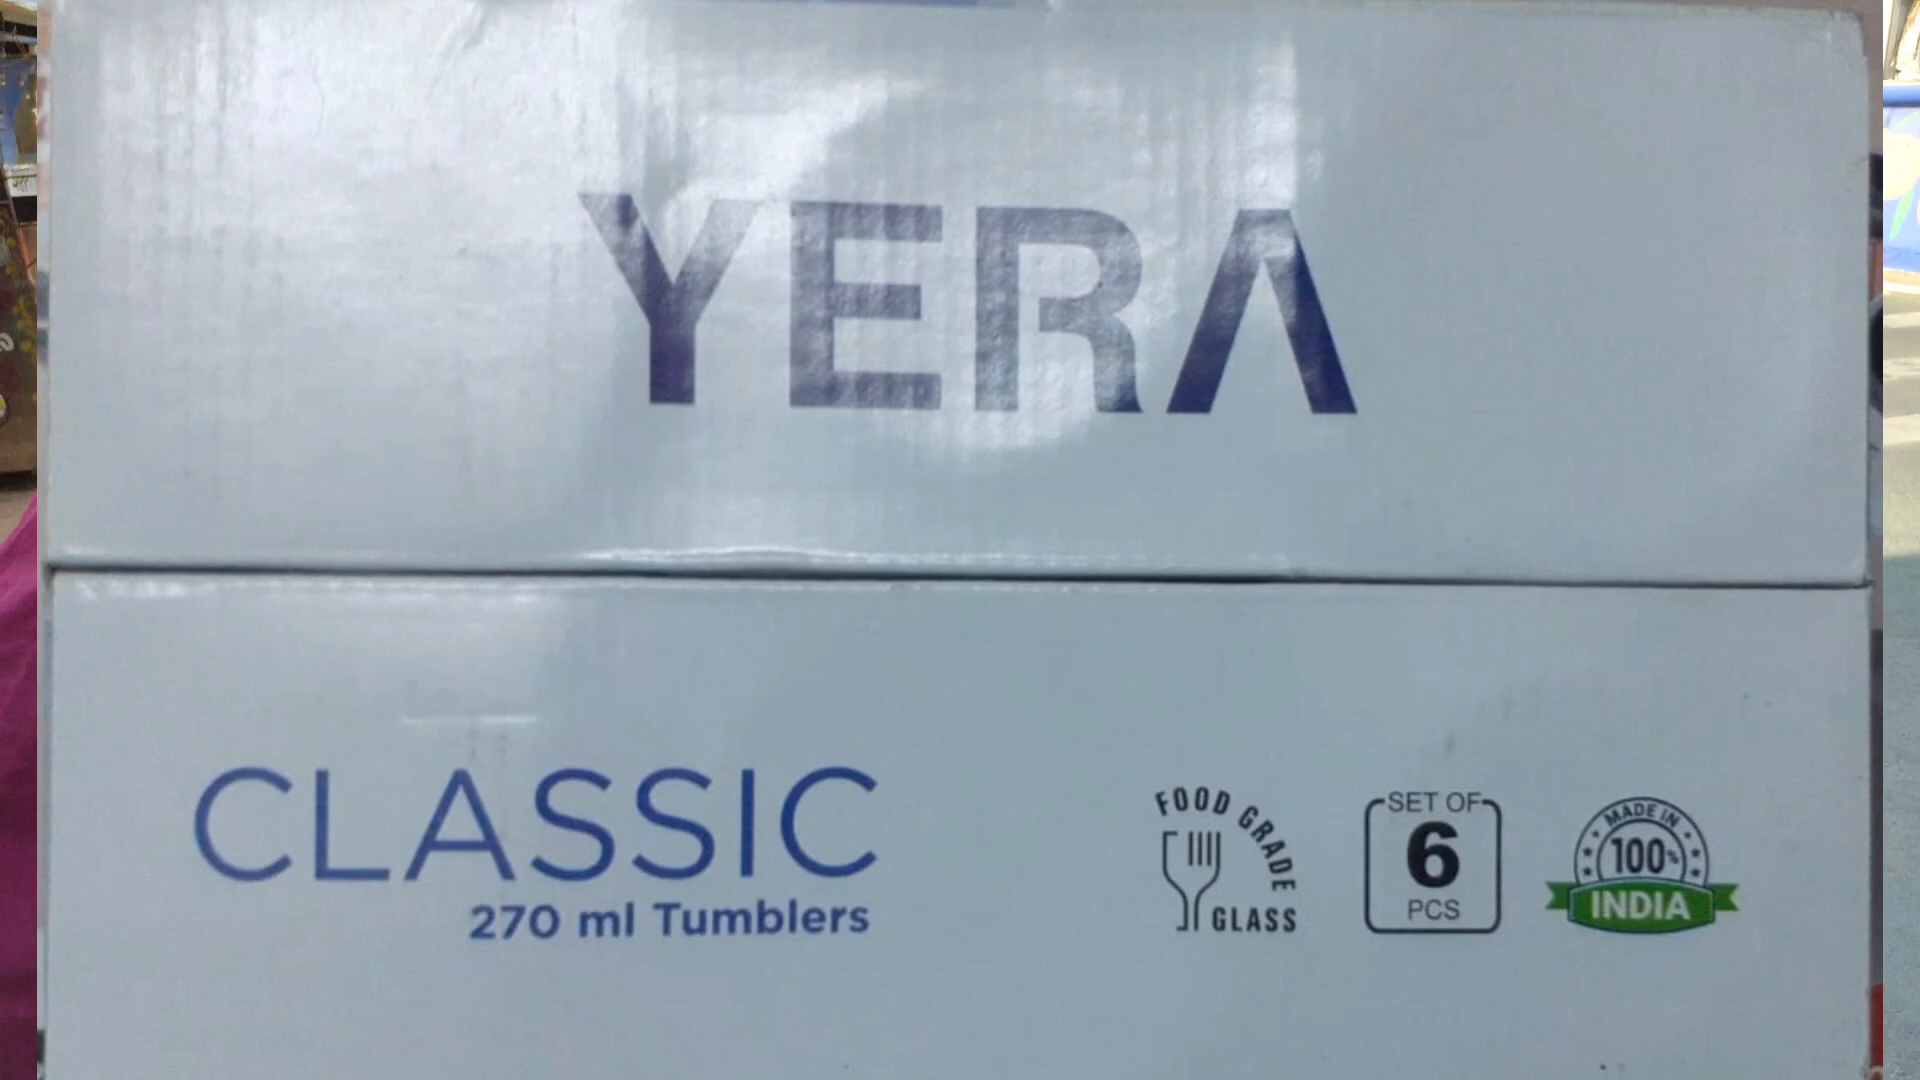 YERA
CLASSIC
270 ml Tumblers
FOOD GRADE
GLASS
SET OF
6
PCS
MADE IN
100%
INDIA